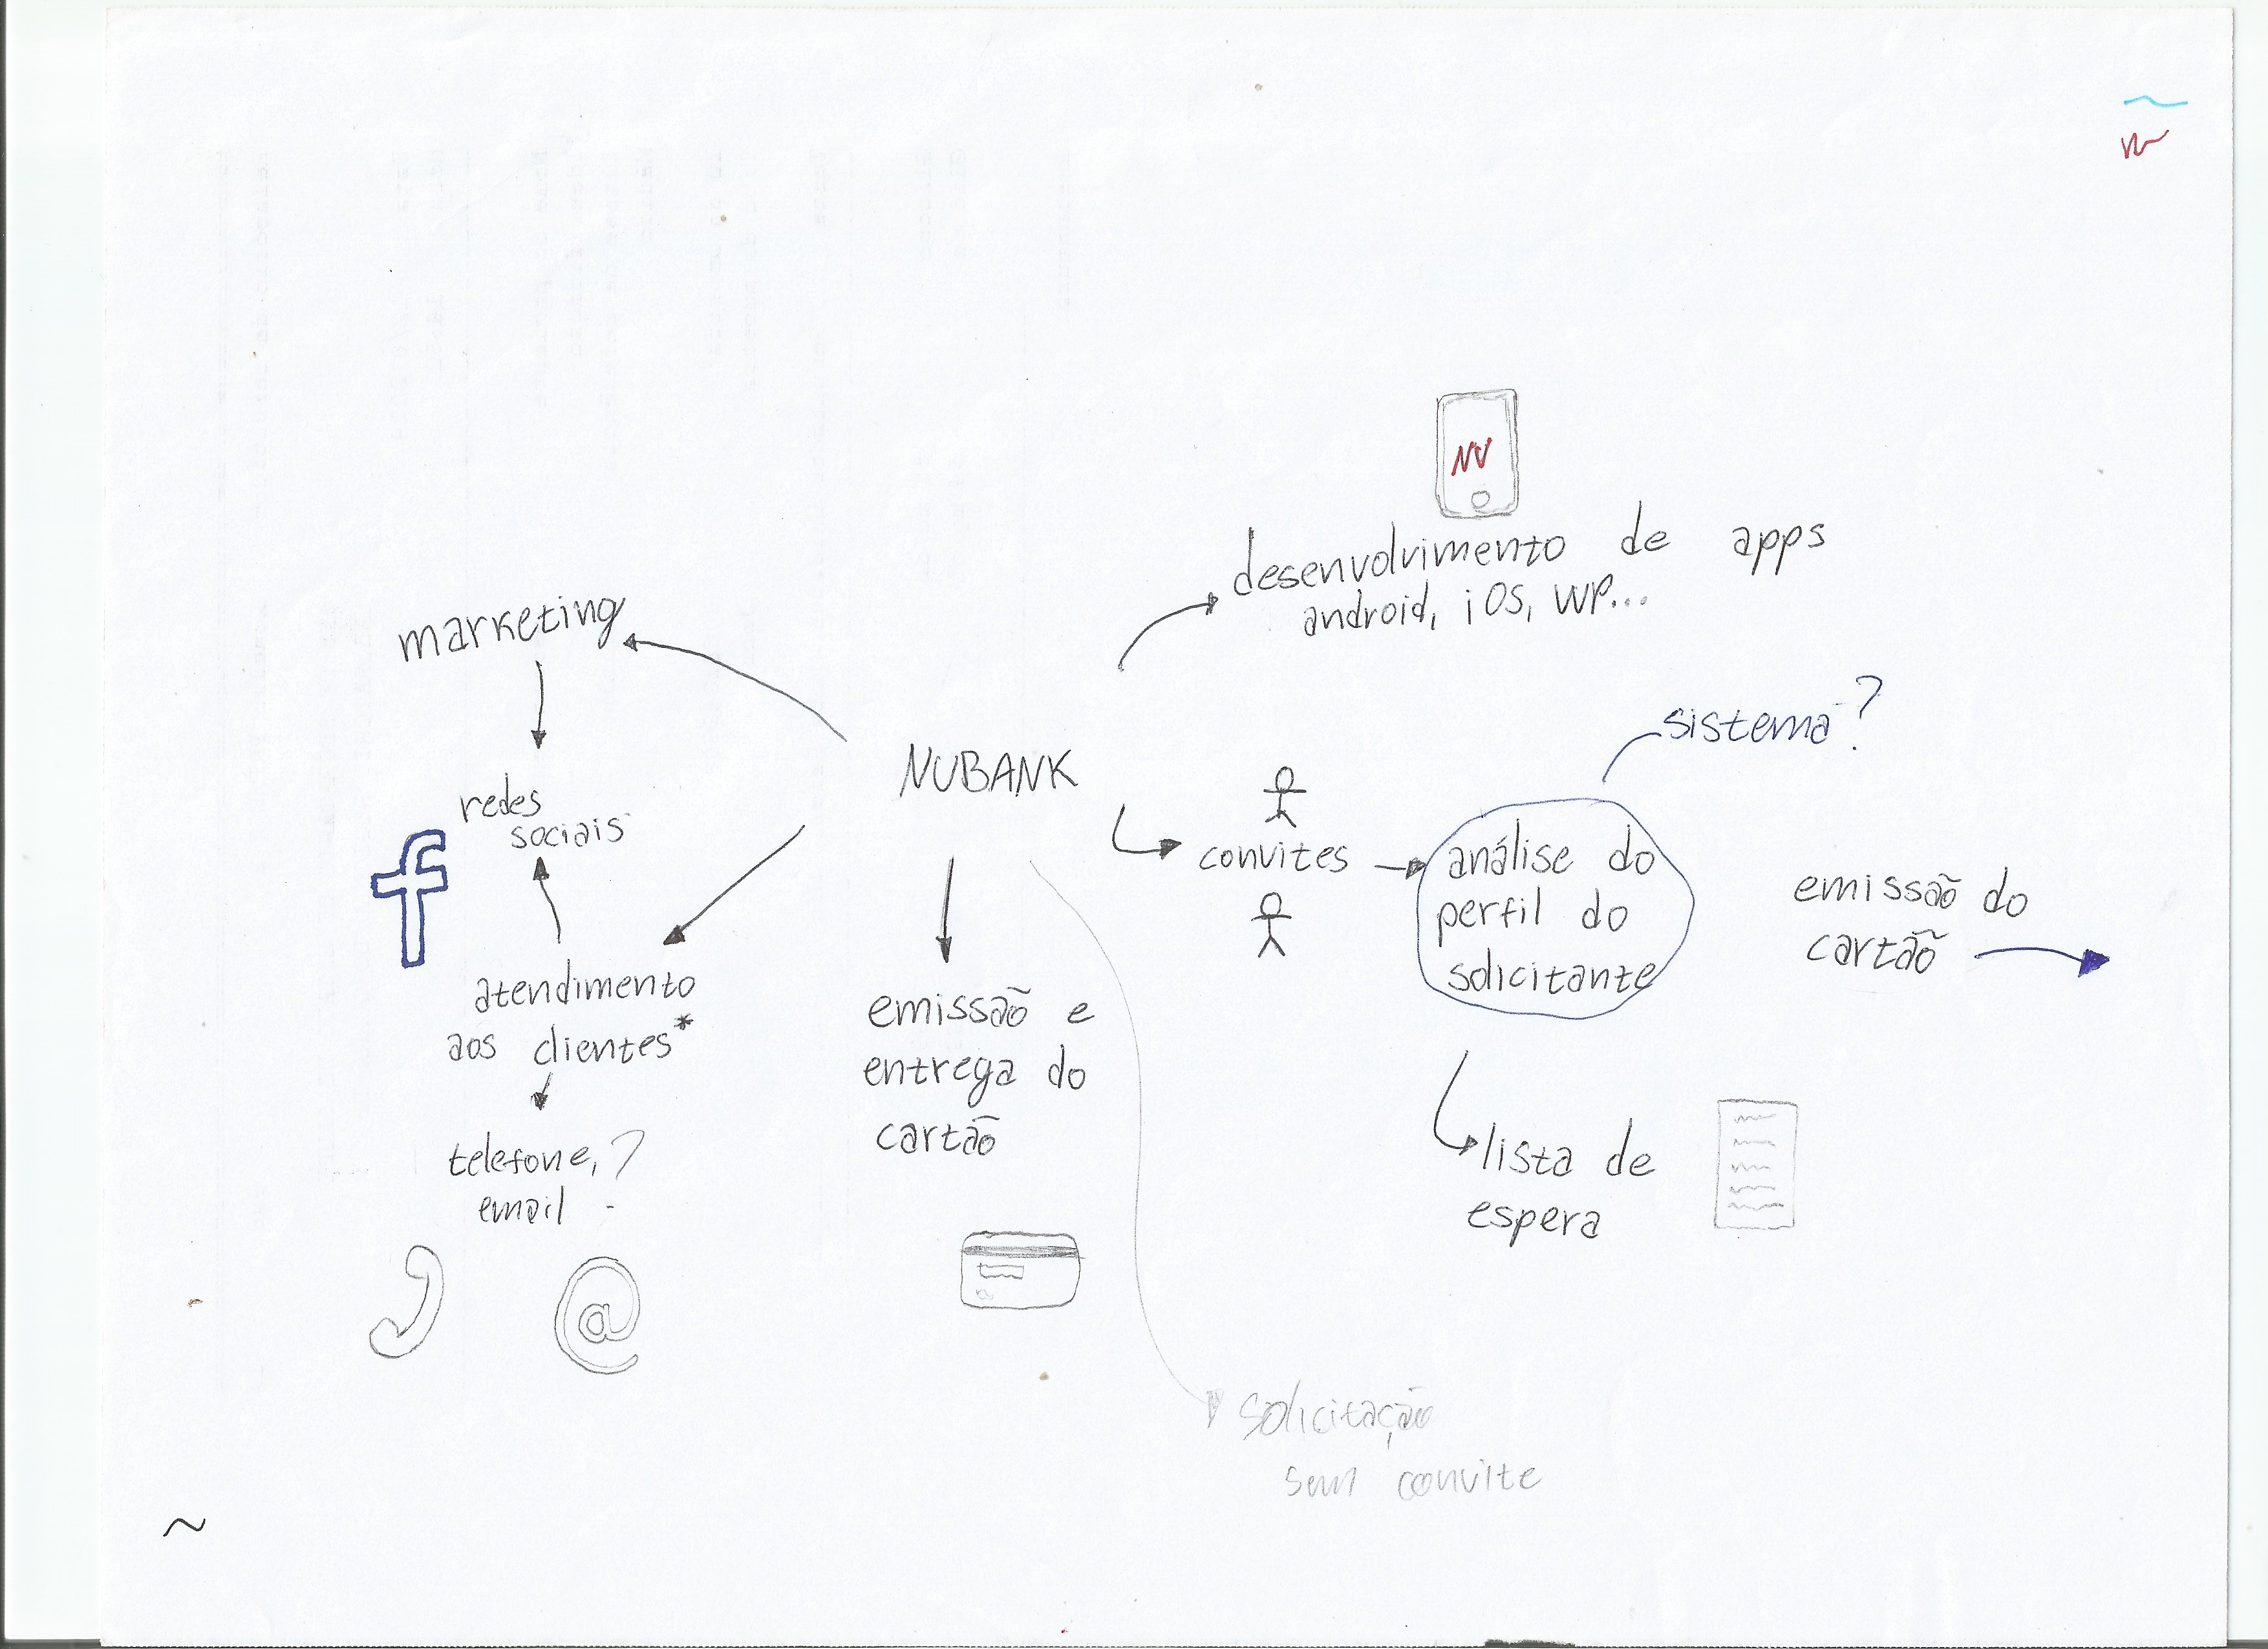 NU
desenvolvimento de apps
android, iOS, WP...
marketing
sistema?
NUBANK
redes
sociais
convites
análise do
perfil do
solicitante
emissão do
cartão
atendimento
aos clientes*
emissão e
entrega do
cartão
telefone, ?
email
@
lista de
espera
solicitação
sem convite